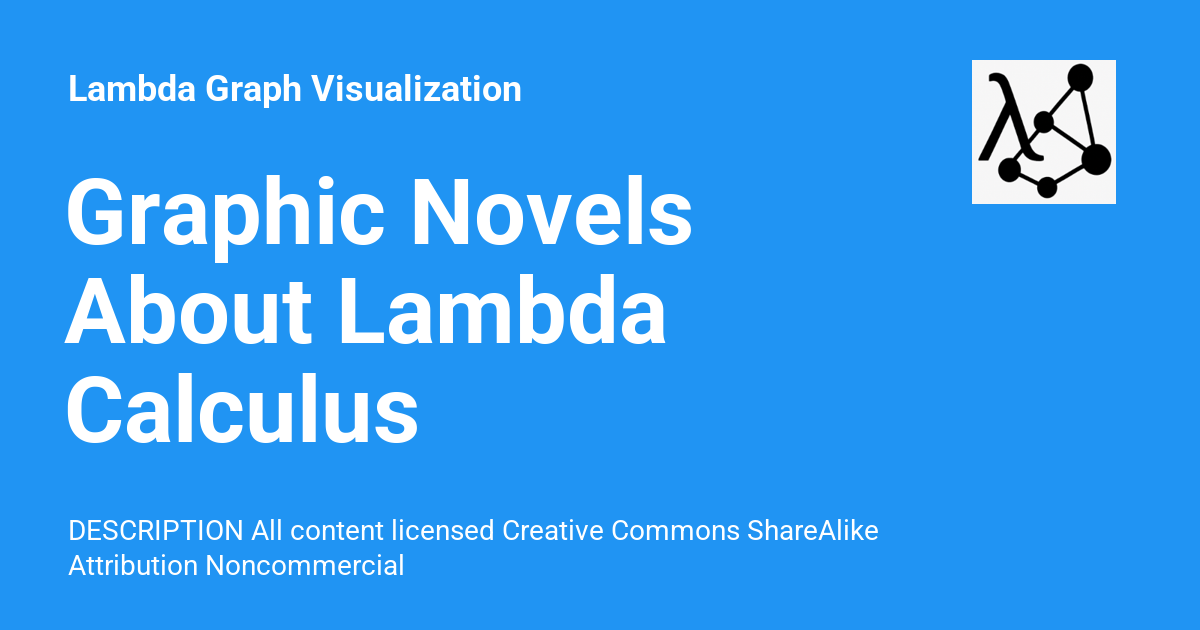 Lambda Graph Visualization
λ
Graphic Novels
About Lambda
Calculus
DESCRIPTION All content licensed Creative Commons ShareAlike
Attribution Noncommercial